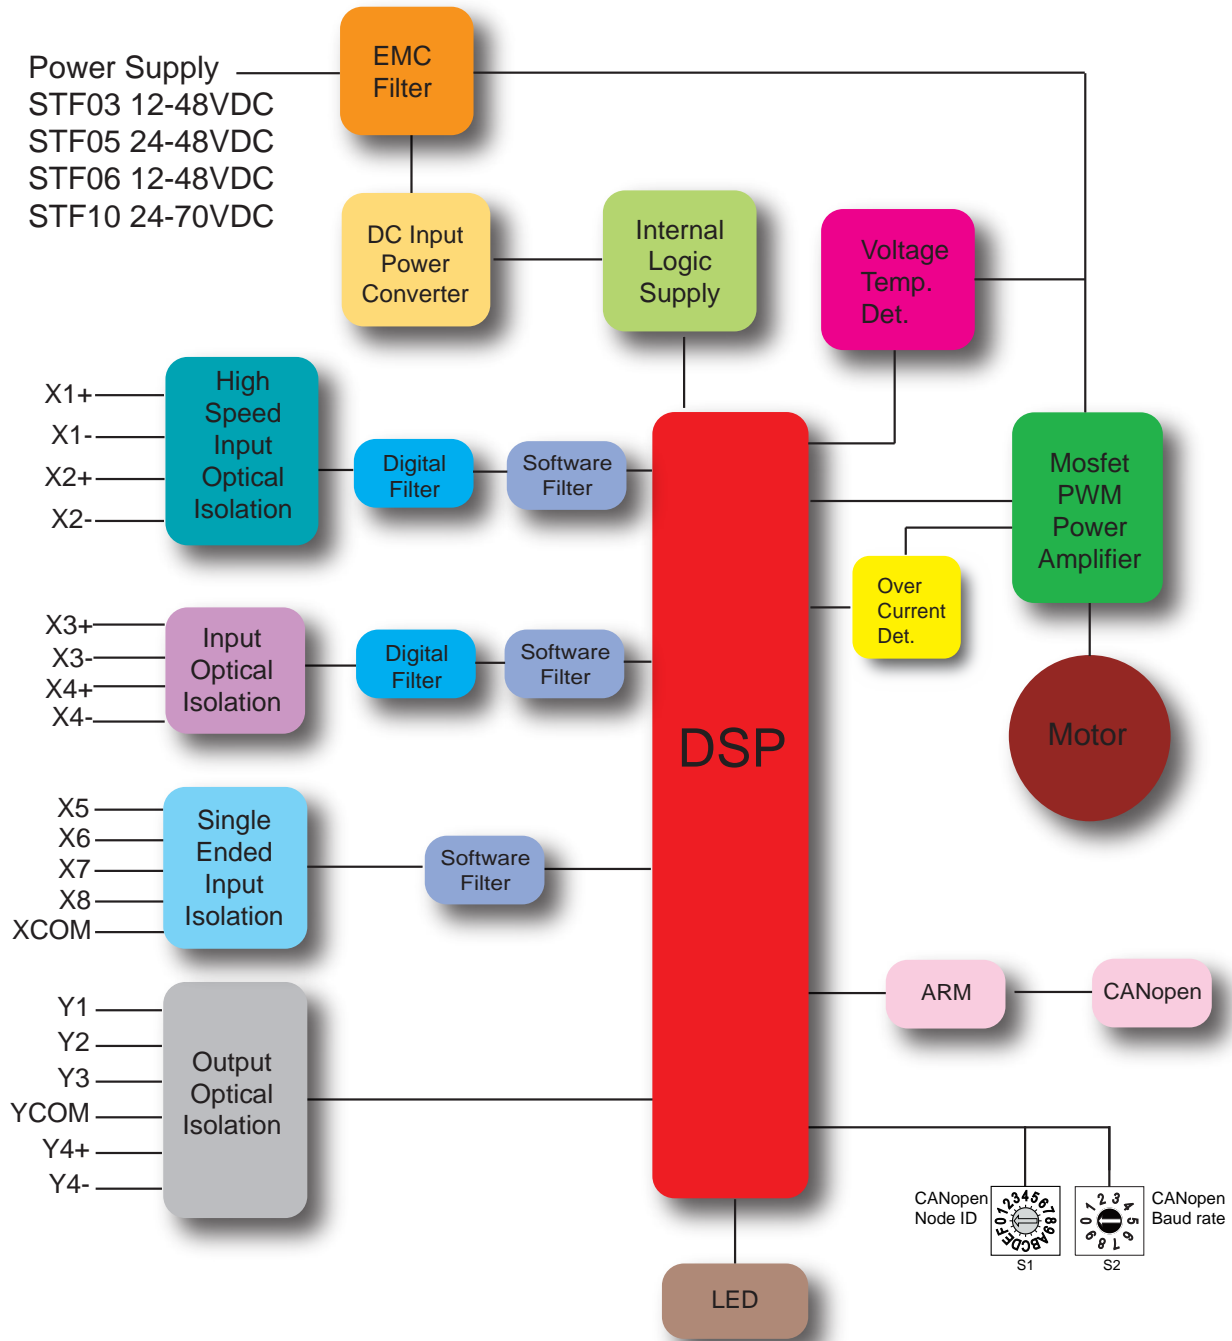 EMC
Filter
Power Supply
STF03 12-48VDC
STF05 24-48VDC
STF06 12-48VDC
STF10 24-70VDC
DC Input
Power
Converter
Internal
Logic
Supply
Voltage
Temp.
Det.
X1+
X1-
X2+
X2-
High
Speed
Input
Optical
Isolation
Digital
Filter
Software
Filter
Mosfet
PWM
Power
Amplifier
Over
Current
Det.
X3+
X3-
X4+
X4-
Input
Optical
Isolation
Digital
Filter
Software
Filter
DSP
Motor
X5
X6
X7
X8
XCOM
Single
Ended
Input
Isolation
Software
Filter
ARM
CANopen
Y1
Y2
Y3
YCOM
Y4+
Y4-
Output
Optical
Isolation
CANopen
Node ID
0123456789ABCDEF
S1
0123456789
S2
CANopen
Baud rate
LED